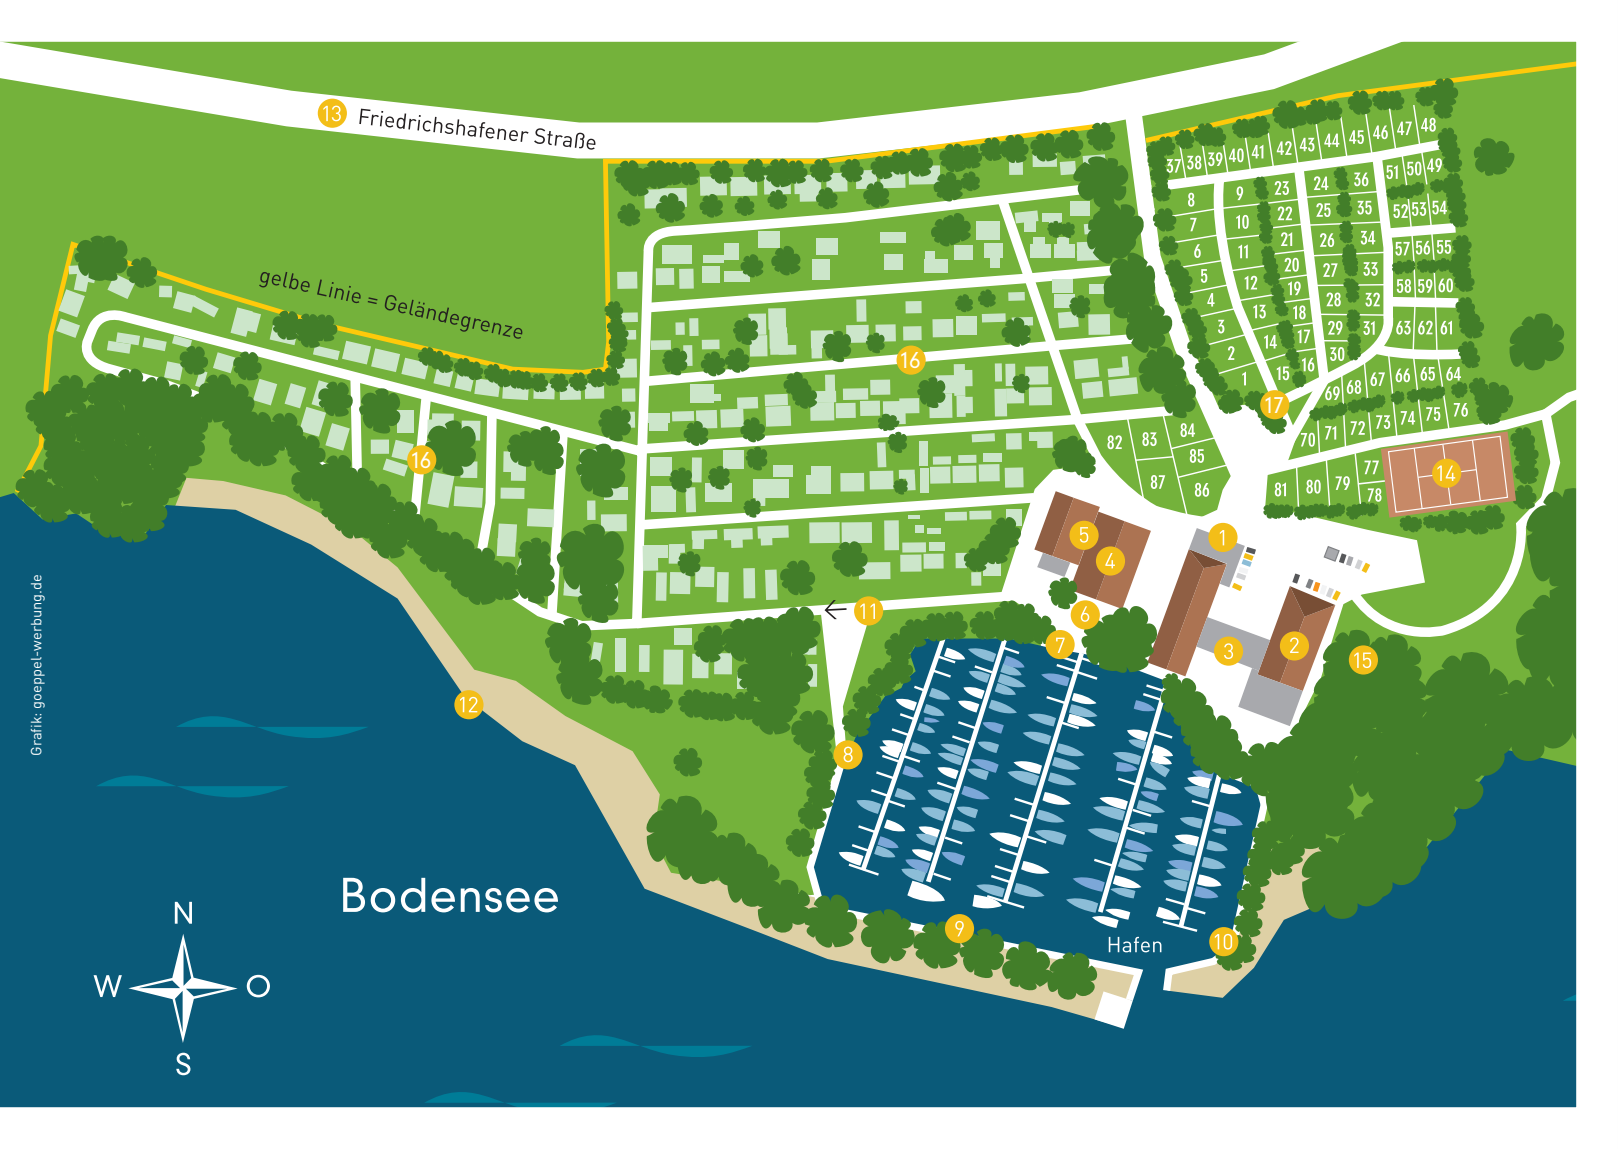 13 Friedrichshafener Straße
gelbe Linie = Geländegrenze
37 38 39 40 41 42 43 44 45 46 47 48
8 9 23 24 36 51 50 49
7 10 22 25 35 52 53 54
6 11 21 26 34 57 56 55
5 12 20 27 33 58 59 60
4 13 19 28 32
3 14 18 29 31 63 62 61
2 17 30
1 15 16 69 68 67 66 65 64
17
16
70 71 72 73 74 75 76
82 83 84
85
87 86
81 80 79 77
78
14
16
5
4
1
11
6
7
3
2
15
12
8
9
10
Hafen
Bodensee
N
W O
S
Grafik: goeppel-werbung.de